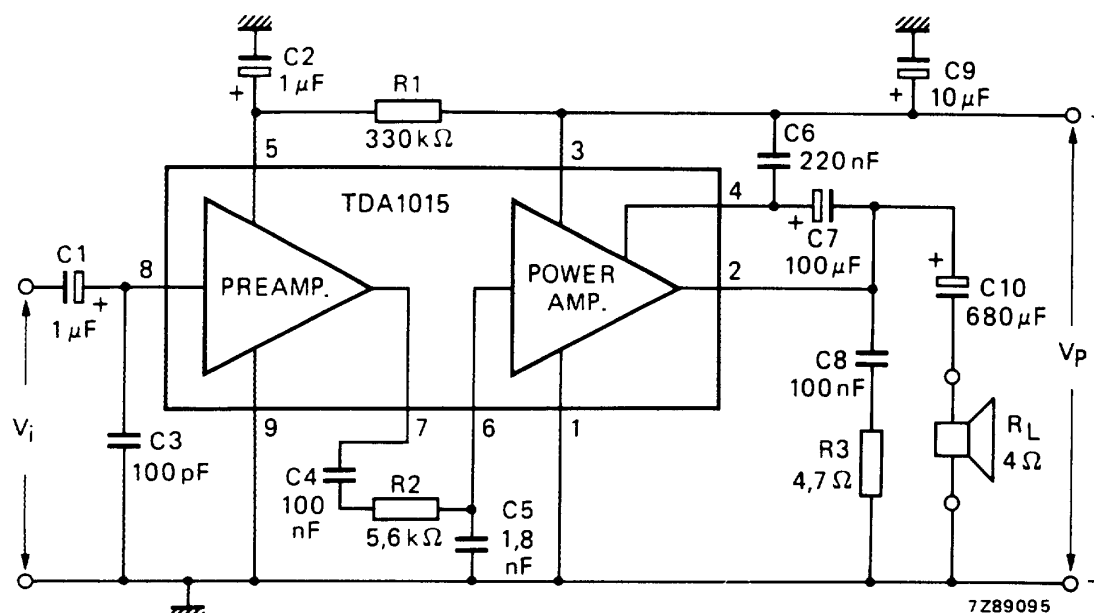 C2
1 µF
+
R1
330 kΩ
C9
10 µF
+
+
5
3
C6
220 nF
TDA1015
4
+
C7
100 µF
C1
8
+
1 µF
PREAMP.
POWER
AMP.
2
+
C10
680 µF
C8
100 nF
Vp
Vi
C3
100 pF
9
7
6
1
C4
100
nF
R2
5,6 kΩ
C5
1,8
nF
R3
4,7 Ω
RL
4 Ω
7Z89095